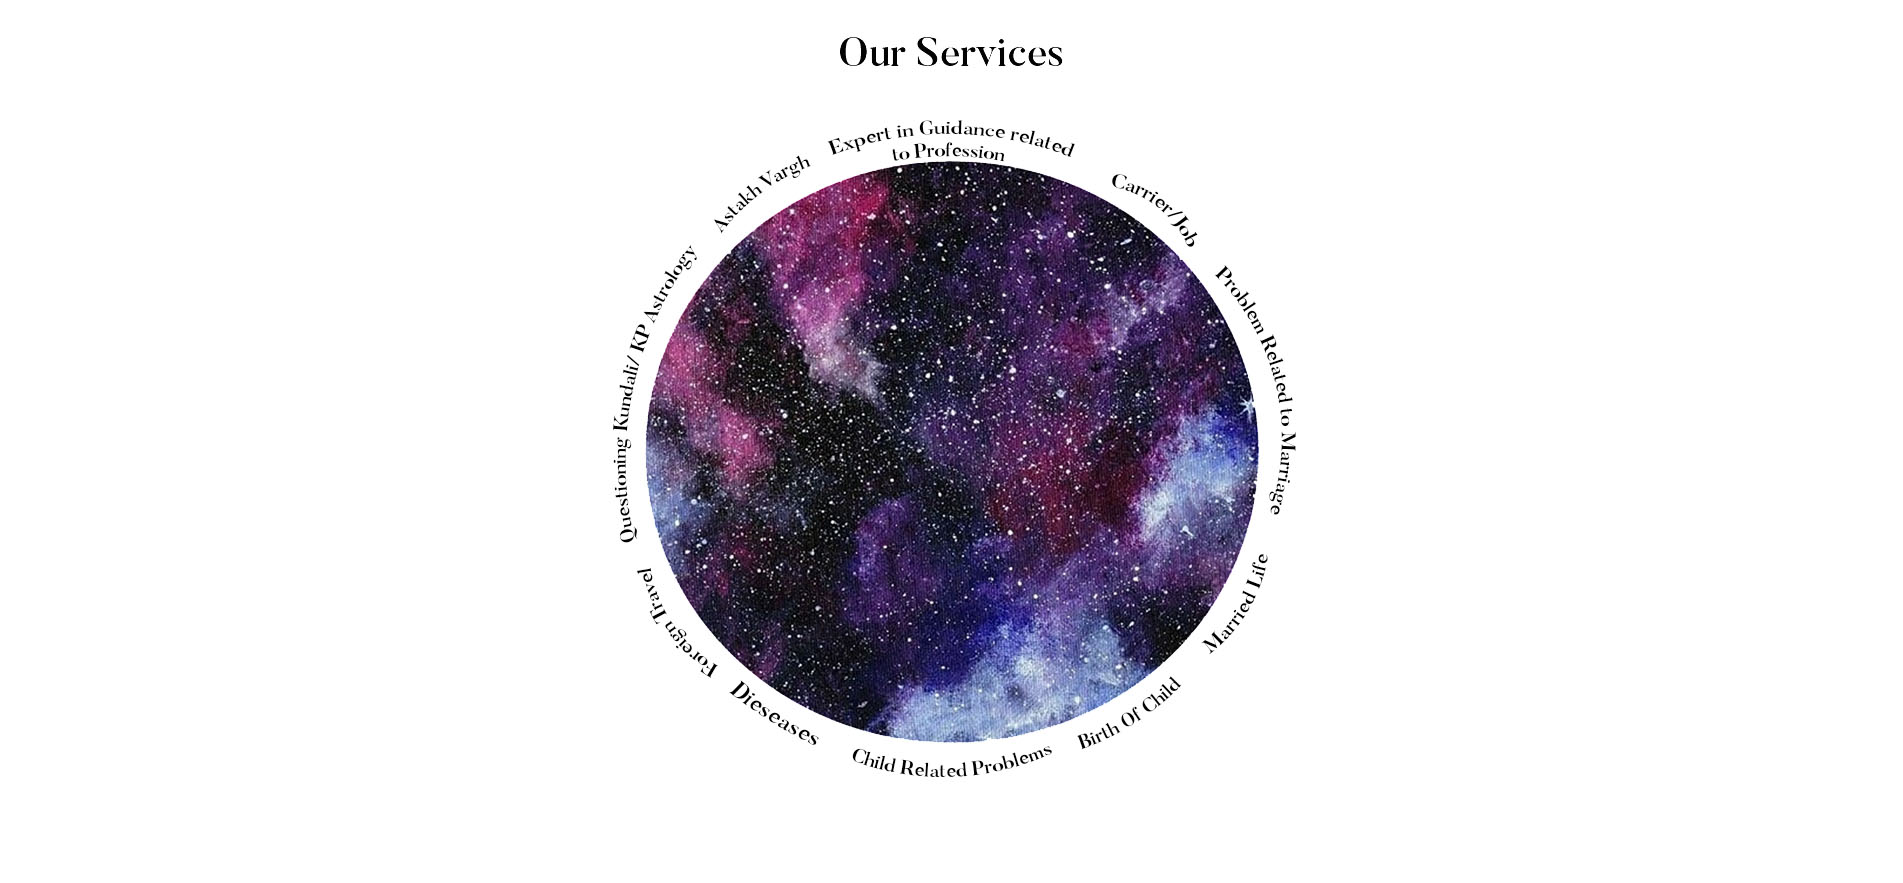 Our Services
Expert in Guidance related
to Profession
Carrier/Job
Problem Related to Marriage
Married Life
Birth Of Child
Child Related Problems
Dieseases
Foreign Travel
Questioning Kundali/ KP Astrology
Astakh Vargh